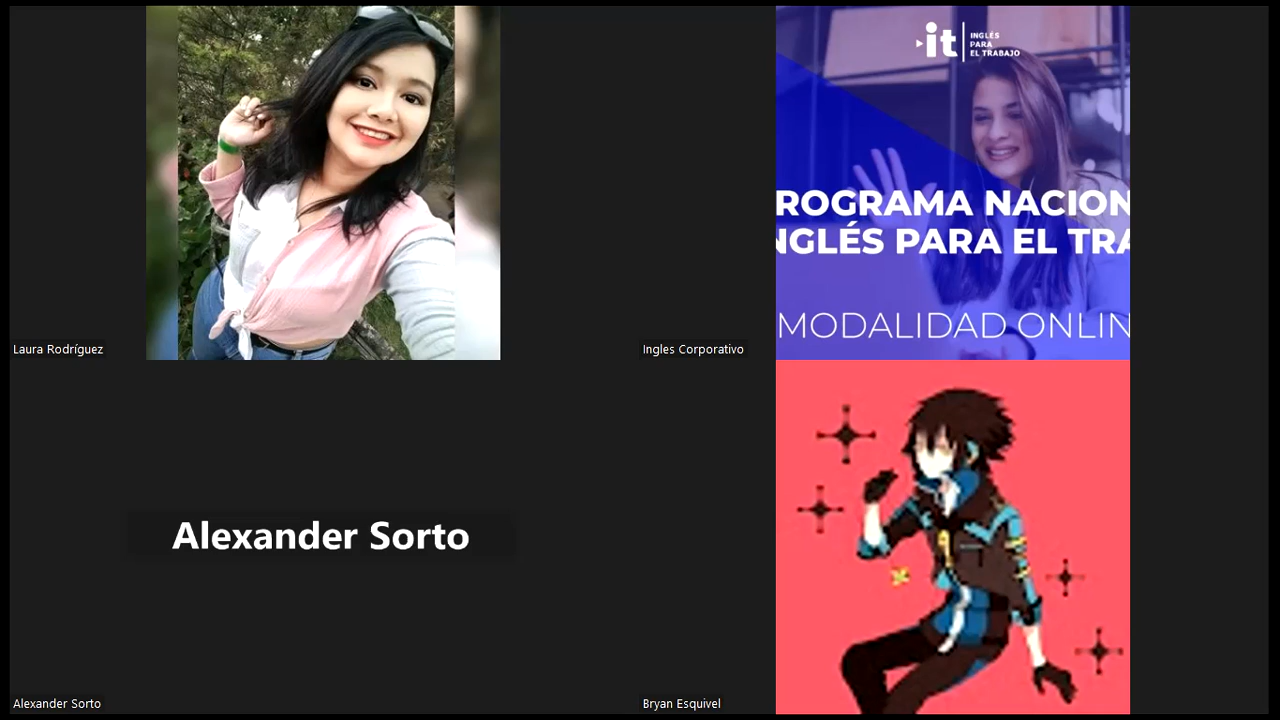 Laura Rodríguez
it
INGLÉS
PARA
EL TRABAJO
ROGRAMA NACION
NGLÉS PARA EL TRA
MODALIDAD ONLIN
Ingles Corporativo
Alexander Sorto
Alexander Sorto
Bryan Esquivel